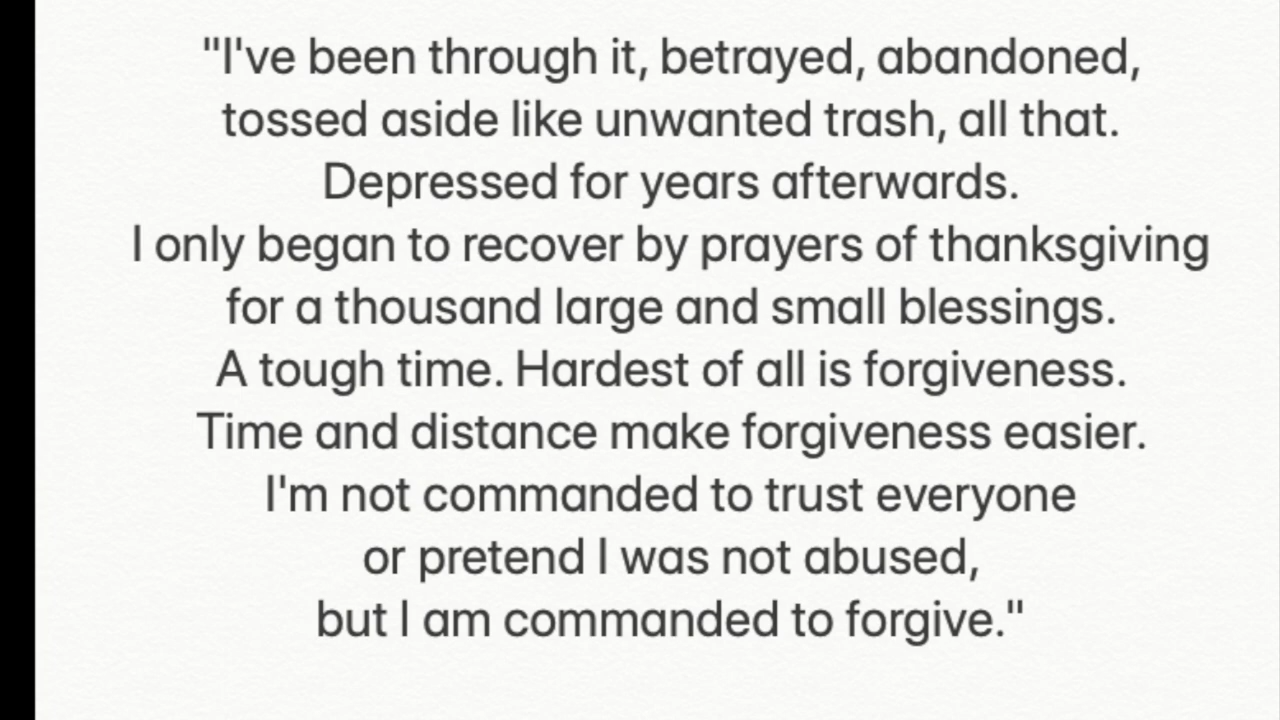 "I've been through it, betrayed, abandoned,
tossed aside like unwanted trash, all that.
Depressed for years afterwards.
I only began to recover by prayers of thanksgiving
for a thousand large and small blessings.
A tough time. Hardest of all is forgiveness.
Time and distance make forgiveness easier.
I'm not commanded to trust everyone
or pretend I was not abused,
but I am commanded to forgive."